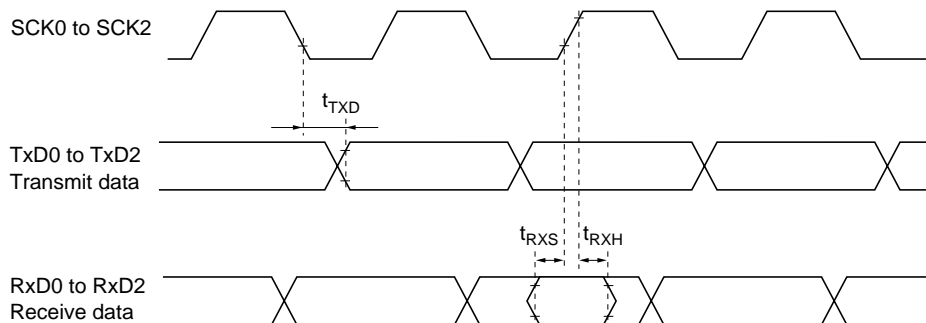 SCK0 to SCK2
tTXD
TxD0 to TxD2
Transmit data
tRXS
tRXH
RxD0 to RxD2
Receive data